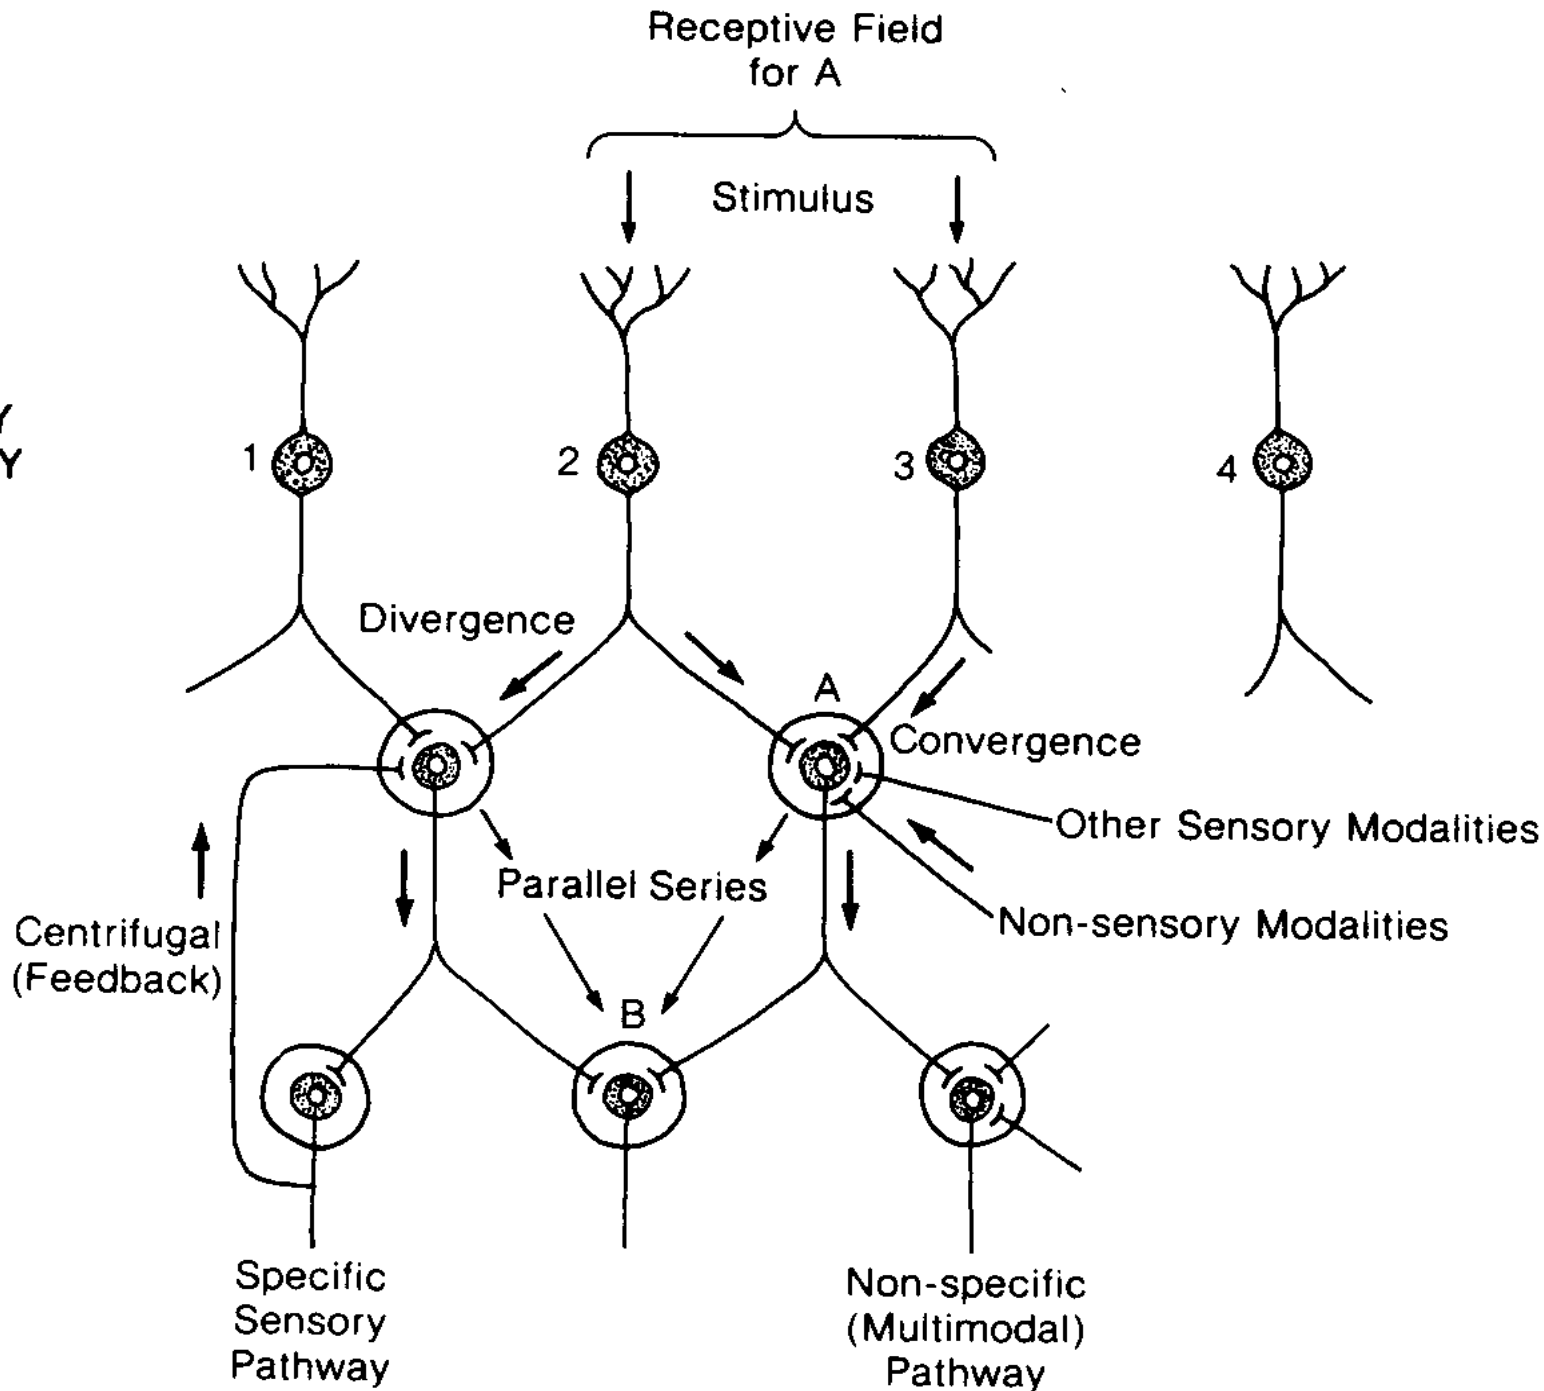 Receptive Field
for A
Stimulus
Y
Y
1
2
3
4
Divergence
A
Convergence
Other Sensory Modalities
Parallel Series
Non-sensory Modalities
Centrifugal
(Feedback)
B
Specific
Sensory
Pathway
Non-specific
(Multimodal)
Pathway